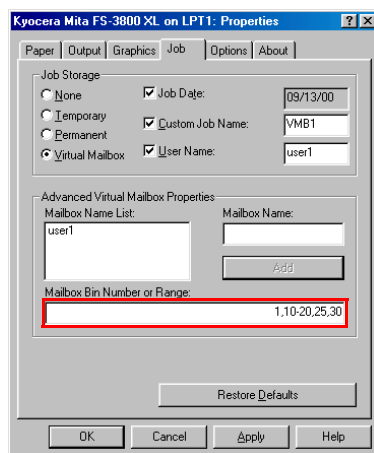 Kyocera Mita FS-3800 XL on LPT1: Properties ? X
Paper Output Graphics Job Options About
Job Storage
None
Temporary
Permanent
Virtual Mailbox
Job Date: 09/13/00
Custom Job Name: VMB1
User Name: user1
Advanced Virtual Mailbox Properties
Mailbox Name List:
user1
Mailbox Name:
Add
Mailbox Bin Number or Range:
1,10-20,25,30
Restore Defaults
OK Cancel Apply Help